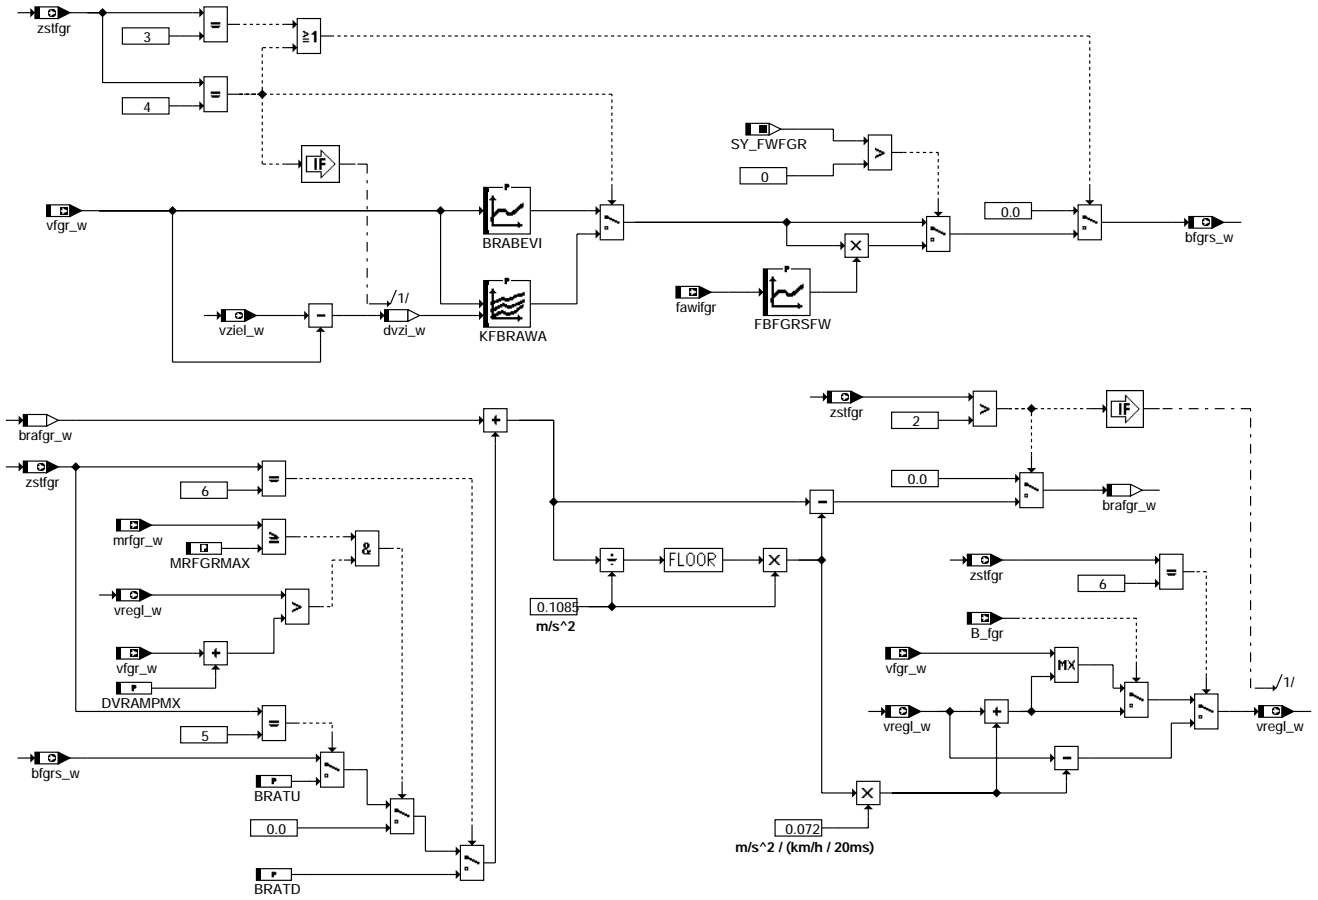 zstfgr
3
=
≥1
4
=
IF
SY_FWFGR
0
>
vfgr_w
P
BRABEVI
0.0
bfgrs_w
×
vziel_w
-
/1/
dvzi_w
P
KFBRAWA
fawifgr
P
FBFGRSFW
brafgr_w
+
zstfgr
2
>
IF
zstfgr
6
=
0.0
brafgr_w
-
mrfgr_w
P
MRFGRMAX
≥
&
÷
FLOOR
×
zstfgr
6
=
vregl_w
>
0.1085
m/s^2
B_fgr
vfgr_w
+
P
DVRAMPMX
vfgr_w
MX
/1/
5
=
vregl_w
+
vregl_w
bfgrs_w
P
BRATU
-
0.0
×
0.072
m/s^2 / (km/h / 20ms)
P
BRATD